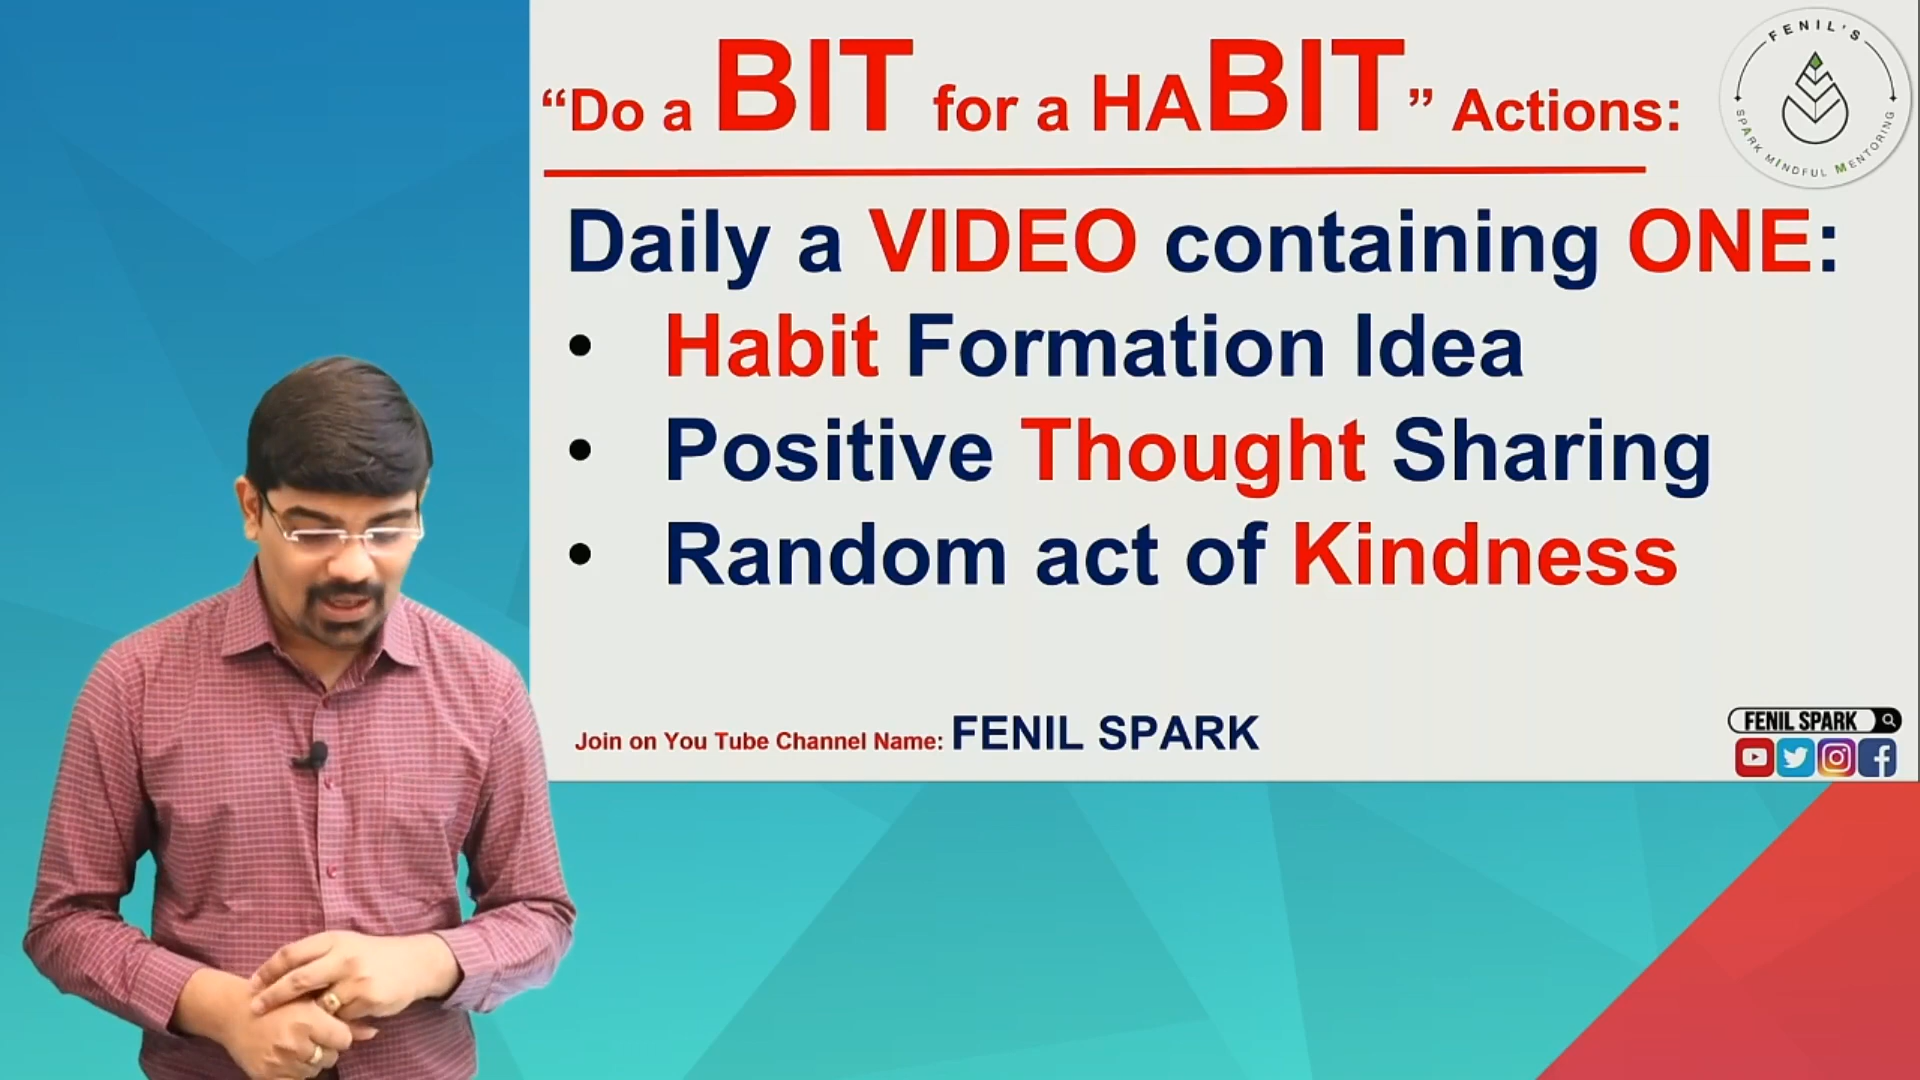 “Do a BIT for a HABIT” Actions:
FENIL'S
SPARK MINDFUL MENTORING
Daily a VIDEO containing ONE:
• Habit Formation Idea
• Positive Thought Sharing
• Random act of Kindness
Join on You Tube Channel Name: FENIL SPARK
FENIL SPARK